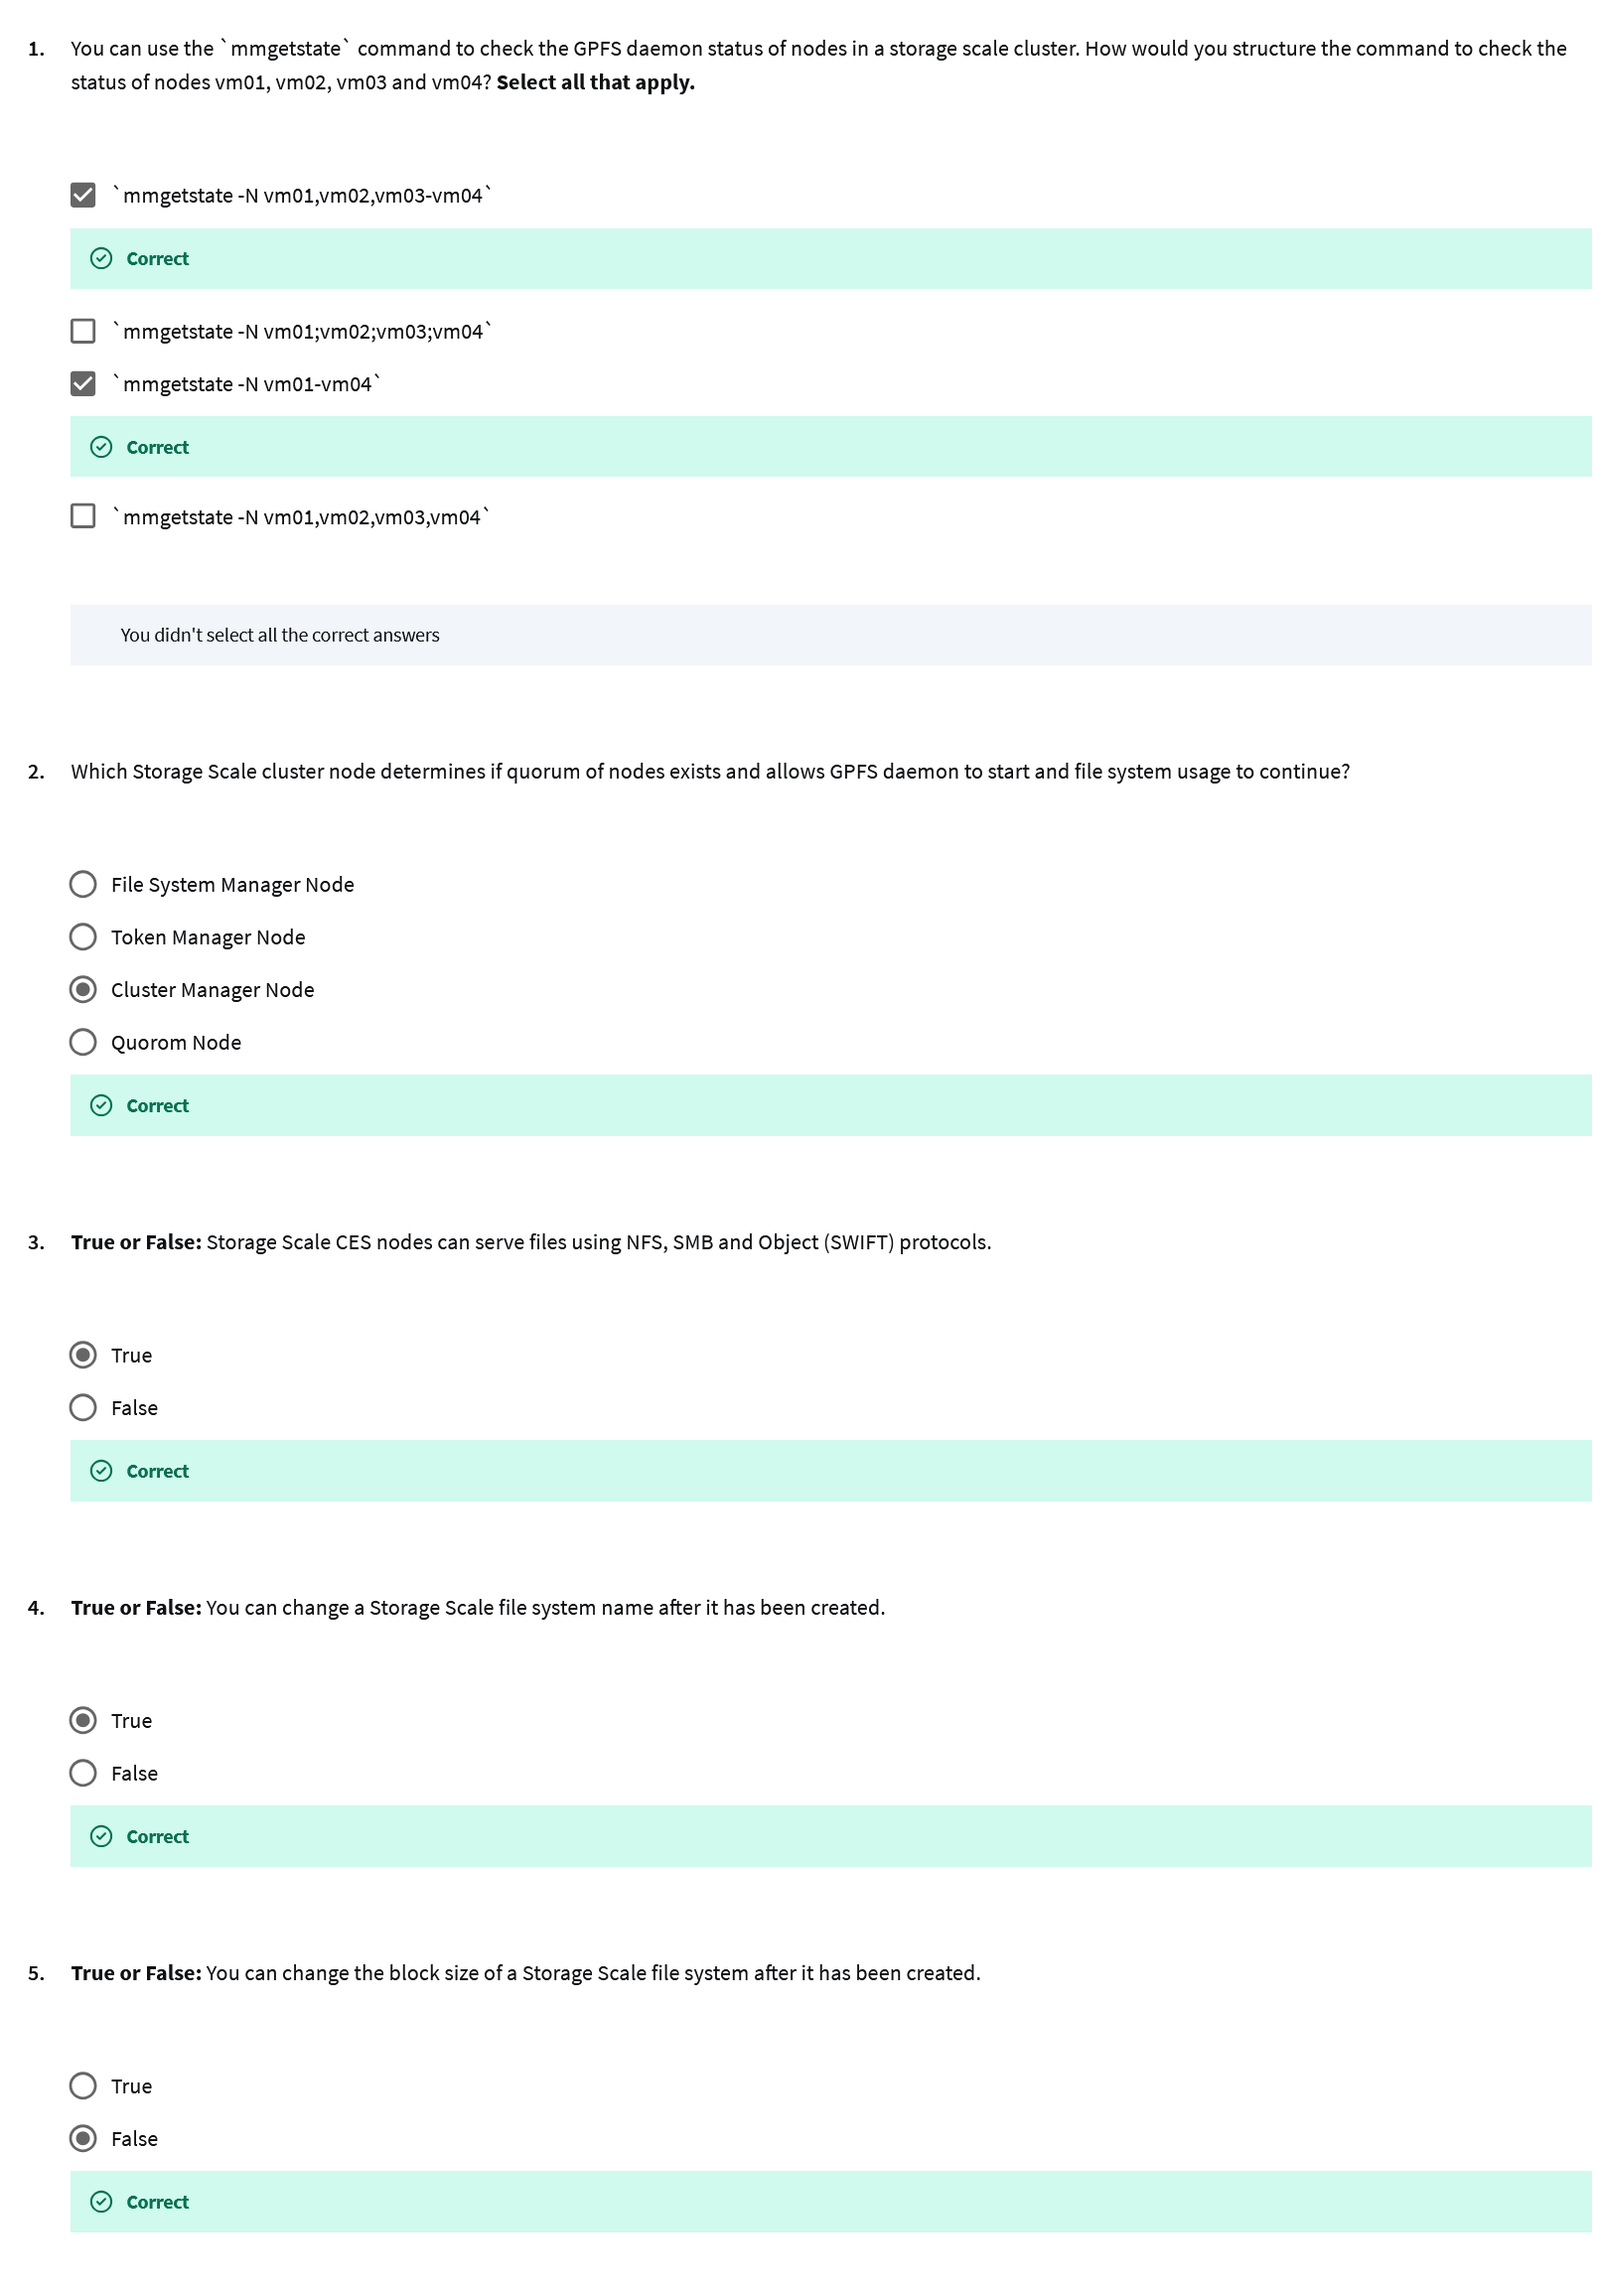 1. You can use the `mmgetstate` command to check the GPFS daemon status of nodes in a storage scale cluster. How would you structure the command to check the
status of nodes vm01, vm02, vm03 and vm04? Select all that apply.
`mmgetstate -N vm01,vm02,vm03-vm04`
Correct
`mmgetstate -N vm01;vm02;vm03;vm04`
`mmgetstate -N vm01-vm04`
Correct
`mmgetstate -N vm01,vm02,vm03,vm04`
You didn't select all the correct answers
2. Which Storage Scale cluster node determines if quorum of nodes exists and allows GPFS daemon to start and file system usage to continue?
File System Manager Node
Token Manager Node
Cluster Manager Node
Quorom Node
Correct
3. True or False: Storage Scale CES nodes can serve files using NFS, SMB and Object (SWIFT) protocols.
True
False
Correct
4. True or False: You can change a Storage Scale file system name after it has been created.
True
False
Correct
5. True or False: You can change the block size of a Storage Scale file system after it has been created.
True
False
Correct